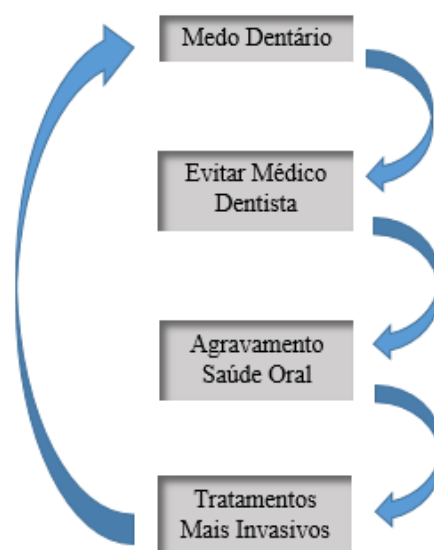 Medo Dentário
Evitar Médico
Dentista
Agravamento
Saúde Oral
Tratamentos
Mais Invasivos